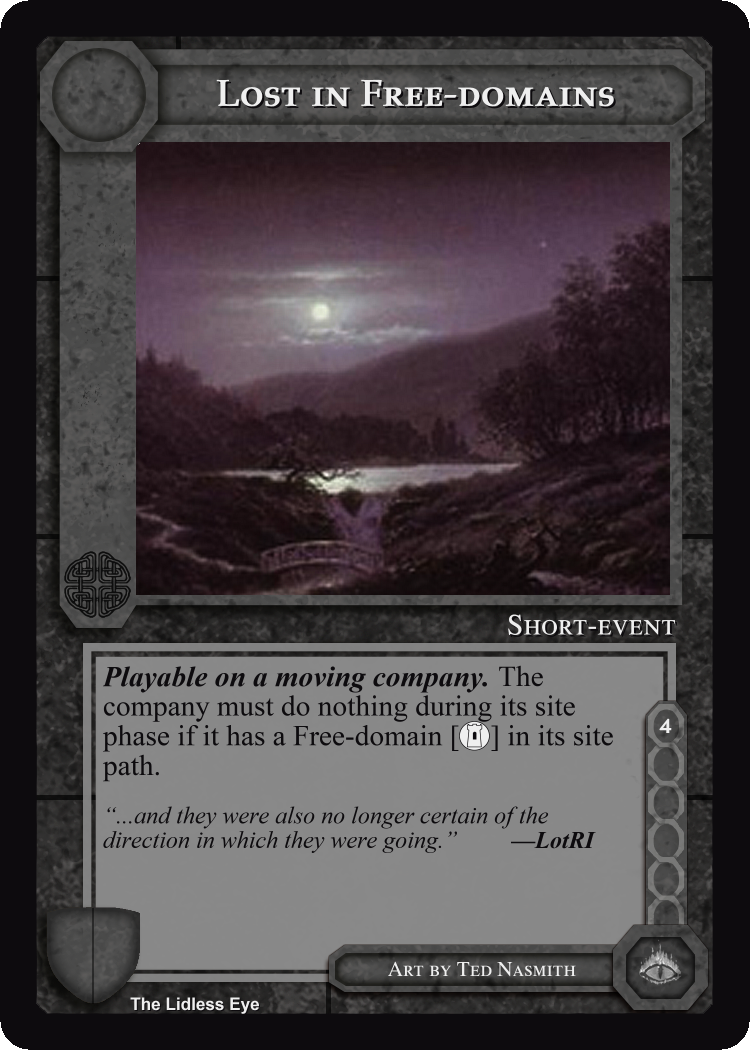 Lost in Free-domains
Short-event
Playable on a moving company. The
company must do nothing during its site
phase if it has a Free-domain [ ] in its site
path.
“...and they were also no longer certain of the
direction in which they were going.” —LotRI
4
Art by Ted Nasmith
The Lidless Eye